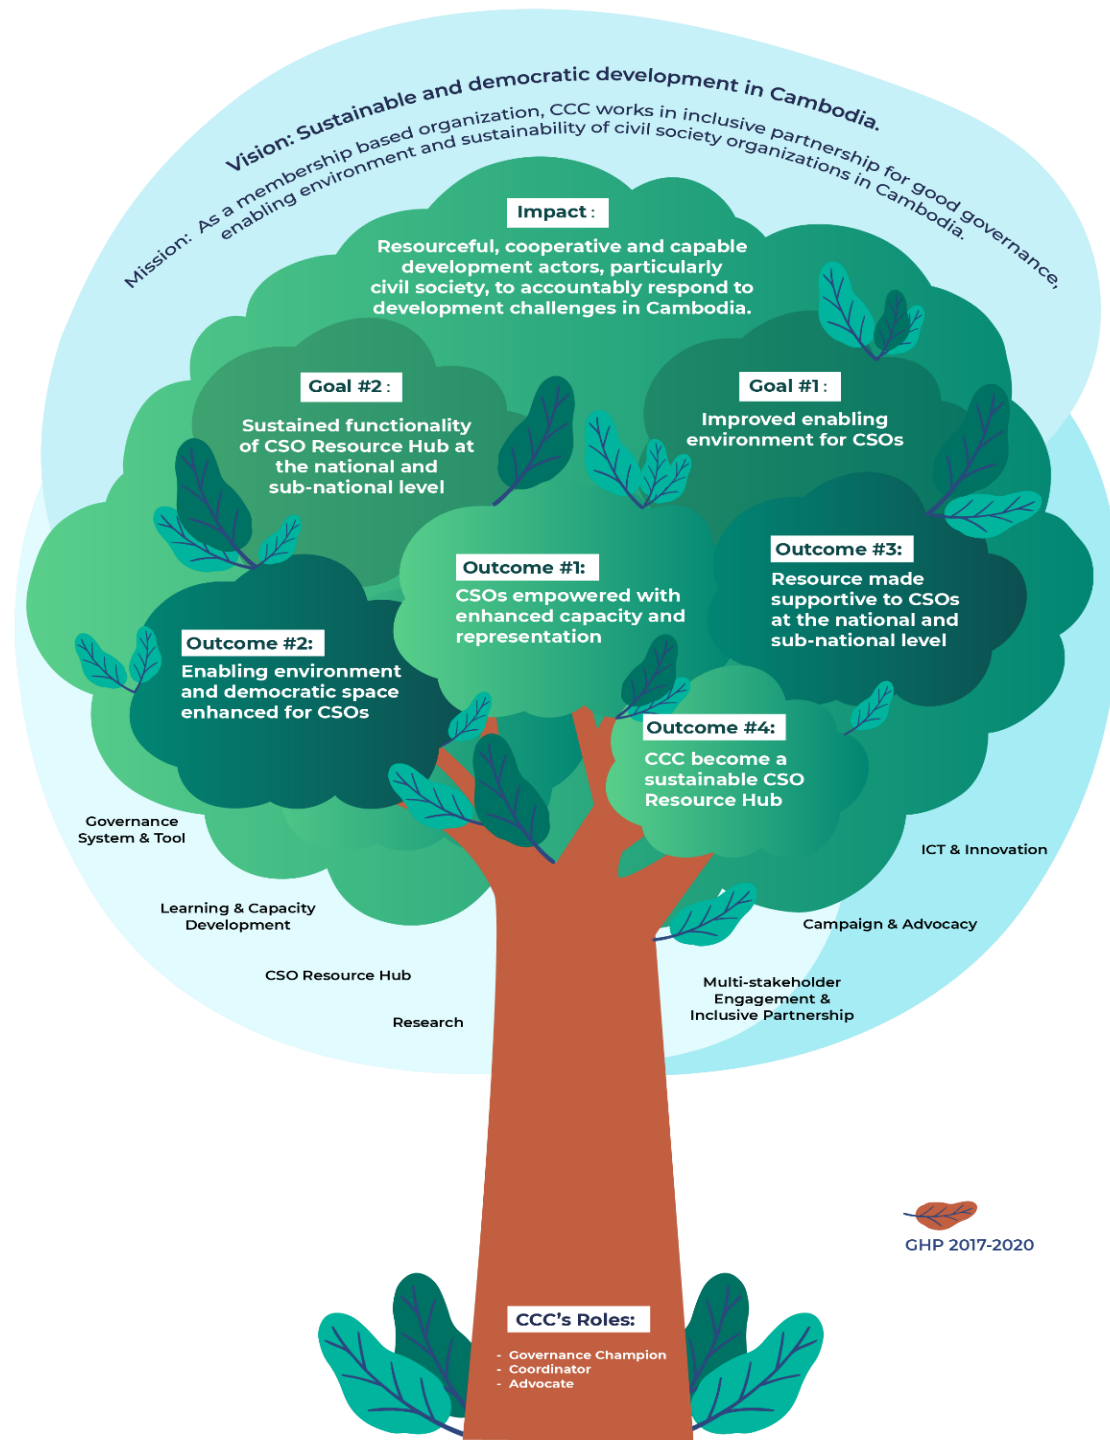 Vision: Sustainable and democratic development in Cambodia.
Mission: As a membership based organization, CCC works in inclusive partnership for good governance,
enabling environment and sustainability of civil society organizations in Cambodia.
Impact :
Resourceful, cooperative and capable
development actors, particularly
civil society, to accountably respond to
development challenges in Cambodia.
Goal #2 :
Sustained functionality
of CSO Resource Hub at
the national and
sub-national level
Goal #1 :
Improved enabling
environment for CSOs
Outcome #1:
CSOs empowered with
enhanced capacity and
representation
Outcome #3:
Resource made
supportive to CSOs
at the national and
sub-national level
Outcome #2:
Enabling environment
and democratic space
enhanced for CSOs
Outcome #4:
CCC become a
sustainable CSO
Resource Hub
Governance
System & Tool
Learning & Capacity
Development
CSO Resource Hub
Research
ICT & Innovation
Campaign & Advocacy
Multi-stakeholder
Engagement &
Inclusive Partnership
GHP 2017-2020
CCC's Roles:
- Governance Champion
- Coordinator
- Advocate